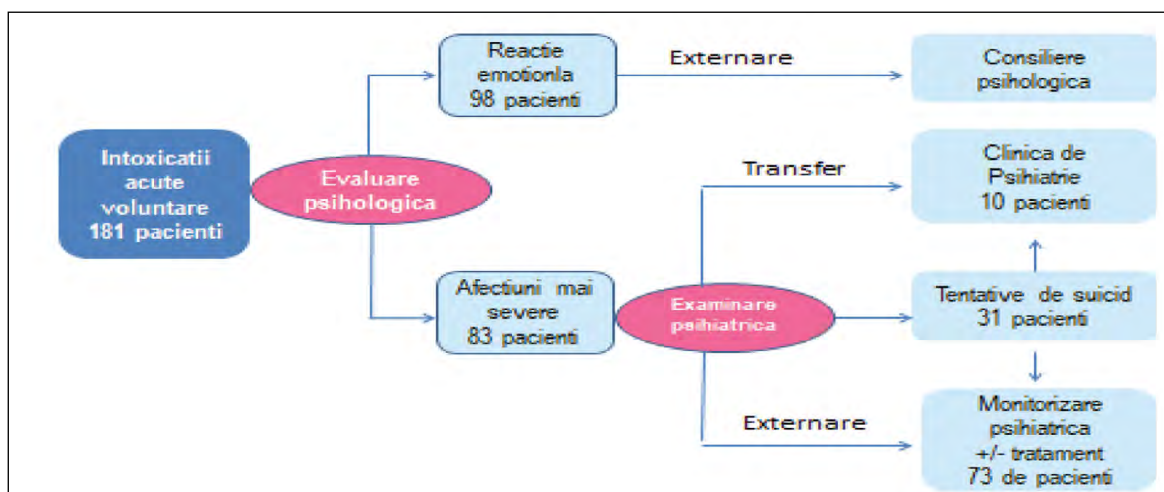 Intoxicatii
acute
voluntare
181 pacienti
Evaluare
psihologica
Reactie
emotionla
98 pacienti
Externare
Consiliere
psihologica
Afectiuni mai
severe
83 pacienti
Examinare
psihiatrica
Transfer
Clinica de
Psihiatrie
10 pacienti
Tentative de suicid
31 pacienti
Externare
Monitorizare
psihiatrica
+/- tratament
73 de pacienti